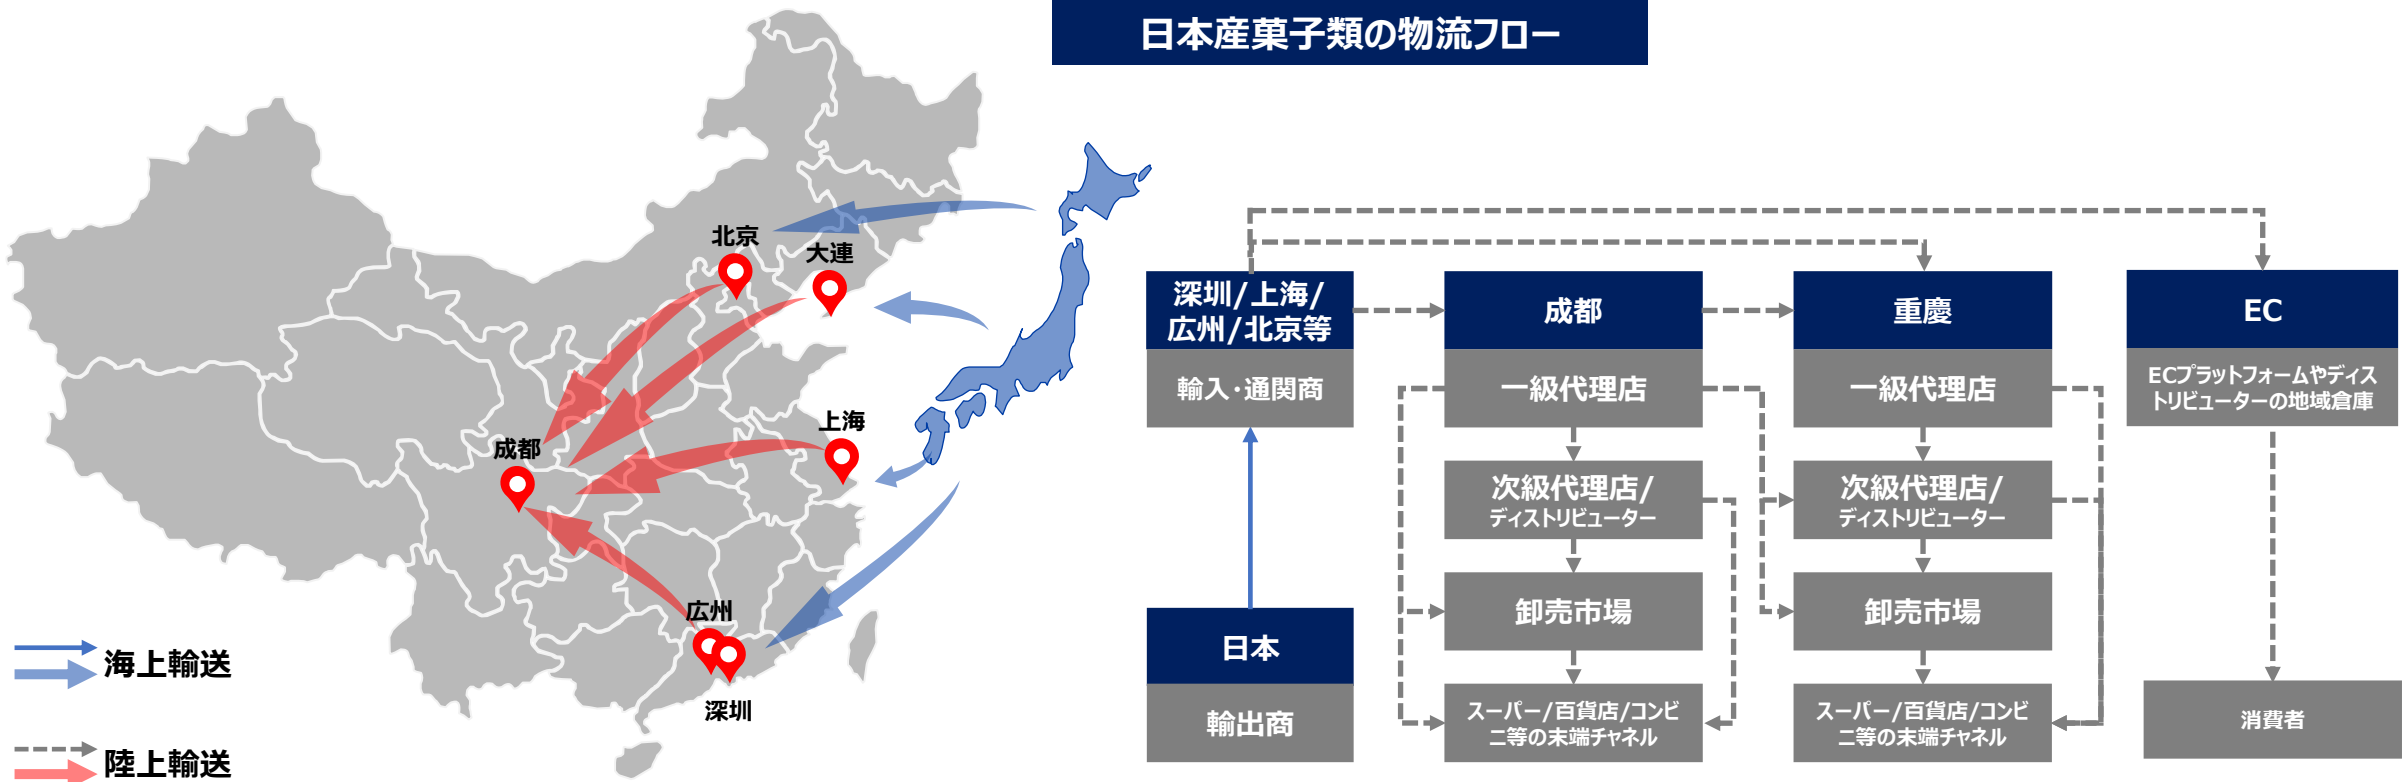 日本産菓子類の物流フロー
北京
大連
上海
成都
広州
深圳
海上輸送
陸上輸送
深圳/上海/
広州/北京等
輸入・通関商
日本
輸出商
成都
一級代理店
次級代理店/
ディストリビューター
卸売市場
スーパー/百貨店/コンビ
ニ等の末端チャネル
重慶
一級代理店
次級代理店/
ディストリビューター
卸売市場
スーパー/百貨店/コンビ
ニ等の末端チャネル
EC
ECプラットフォームやディス
トリビューターの地域倉庫
消費者